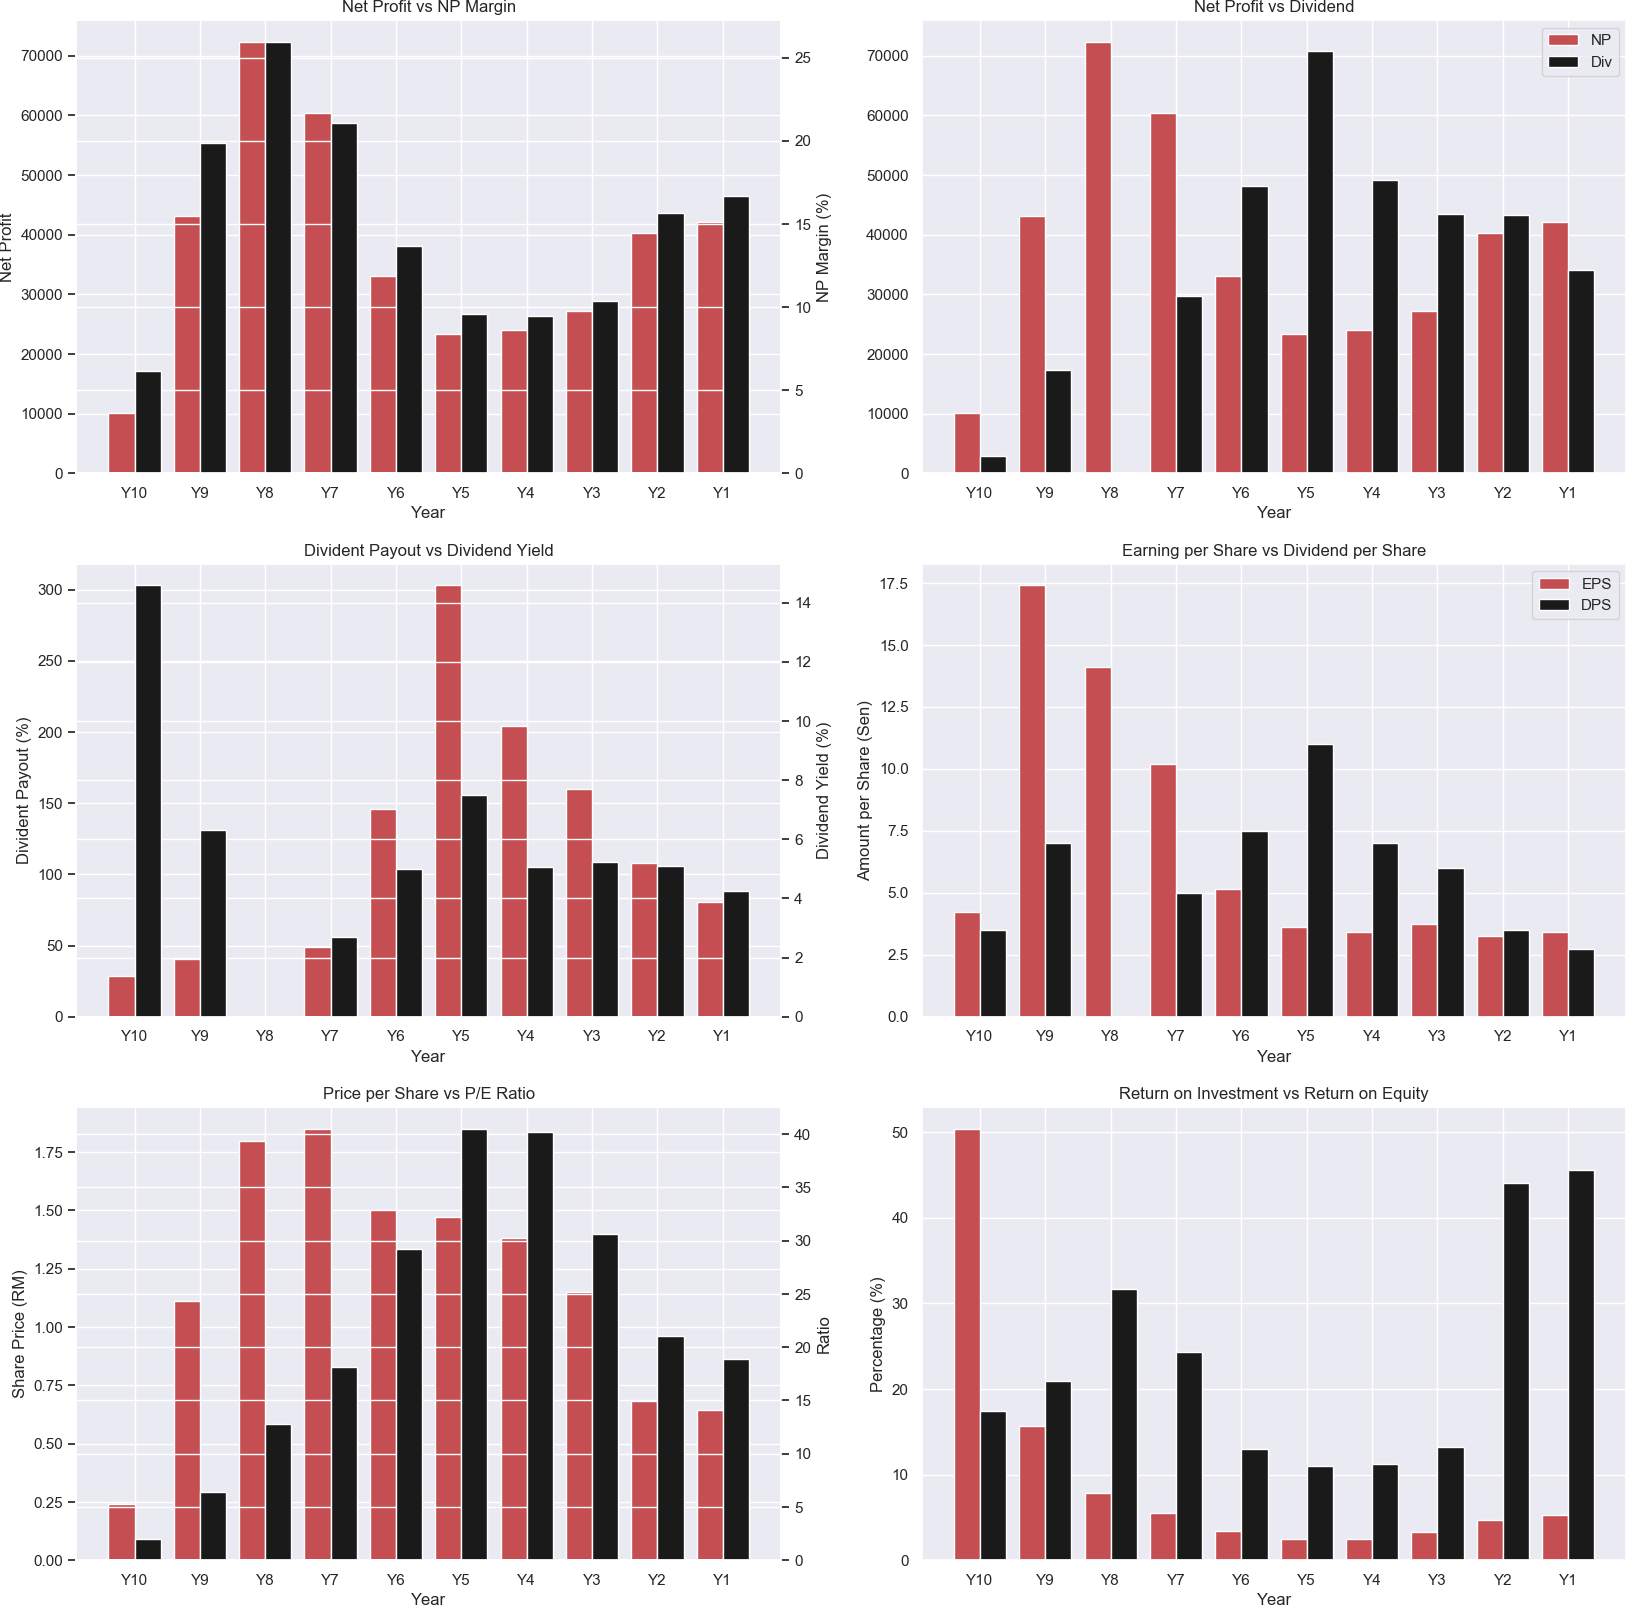 Net Profit vs NP Margin
70000
60000
50000
40000
30000
20000
10000
0
Net Profit
25
20
15
10
5
0
NP Margin (%)
Y10 Y9 Y8 Y7 Y6 Y5 Y4 Y3 Y2 Y1
Year
Net Profit vs Dividend
NP
Div
70000
60000
50000
40000
30000
20000
10000
0
Y10 Y9 Y8 Y7 Y6 Y5 Y4 Y3 Y2 Y1
Year
Divident Payout vs Dividend Yield
300
250
200
150
100
50
0
Divident Payout (%)
14
12
10
8
6
4
2
0
Dividend Yield (%)
Y10 Y9 Y8 Y7 Y6 Y5 Y4 Y3 Y2 Y1
Year
Earning per Share vs Dividend per Share
EPS
DPS
17.5
15.0
12.5
10.0
7.5
5.0
2.5
0.0
Amount per Share (Sen)
Y10 Y9 Y8 Y7 Y6 Y5 Y4 Y3 Y2 Y1
Year
Price per Share vs P/E Ratio
1.75
1.50
1.25
1.00
0.75
0.50
0.25
0.00
Share Price (RM)
40
35
30
25
20
15
10
5
0
Ratio
Y10 Y9 Y8 Y7 Y6 Y5 Y4 Y3 Y2 Y1
Year
Return on Investment vs Return on Equity
50
40
30
20
10
0
Percentage (%)
Y10 Y9 Y8 Y7 Y6 Y5 Y4 Y3 Y2 Y1
Year